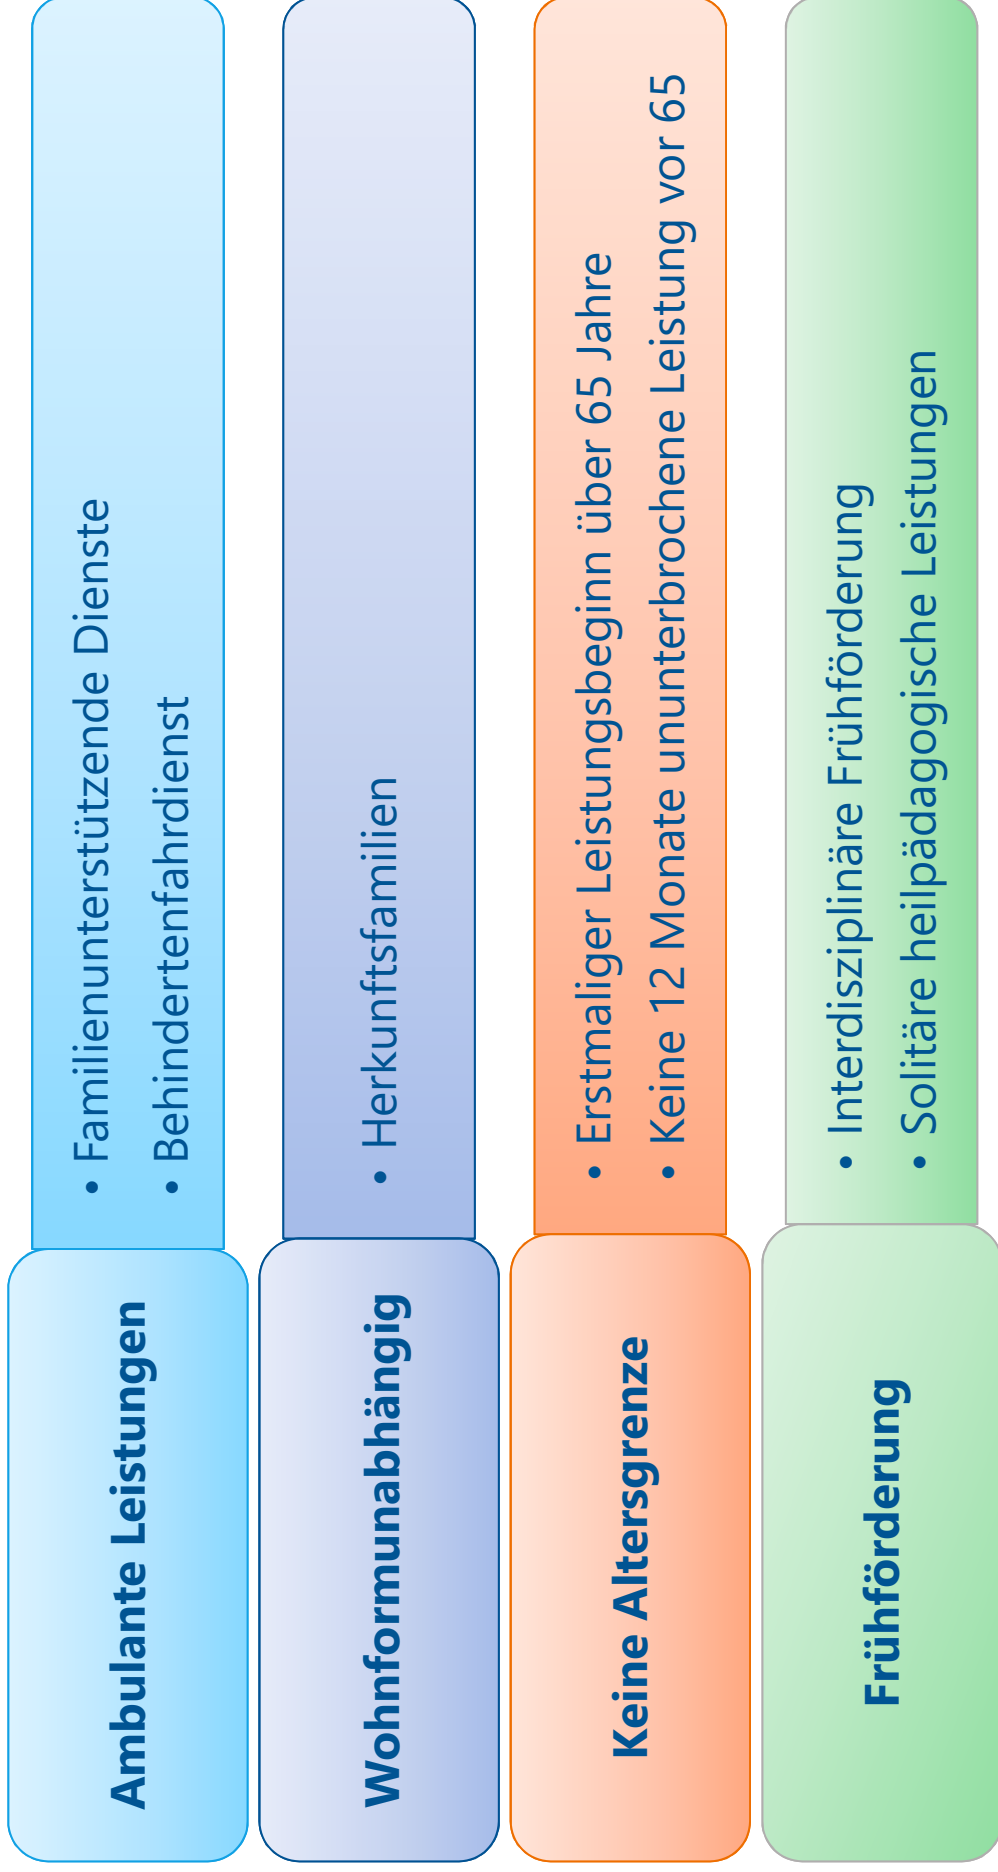 Ambulante Leistungen
• Familienunterstützende Dienste
• Behindertenfahrdienst
Wohnformunabhängig
• Herkunftsfamilien
Keine Altersgrenze
• Erstmaliger Leistungsbeginn über 65 Jahre
• Keine 12 Monate ununterbrochene Leistung vor 65
Frühförderung
• Interdisziplinäre Frühförderung
• Solitäre heilpädagogische Leistungen